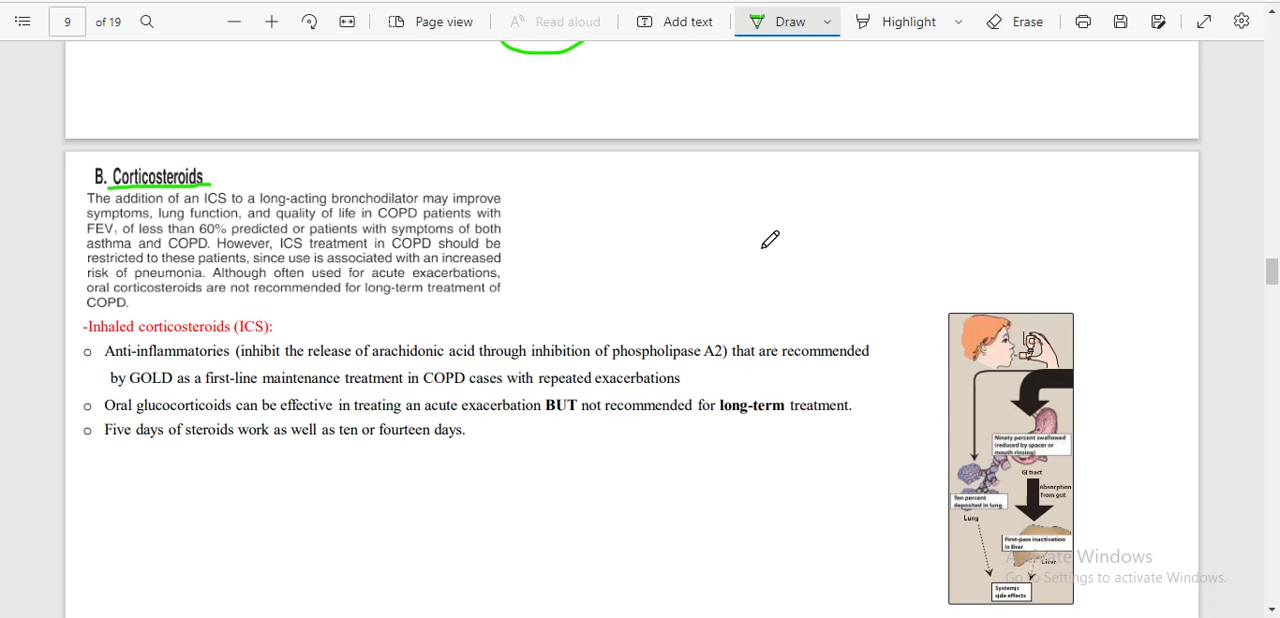 9 of 19 Page view Read aloud Add text Draw Highlight Erase
B. Corticosteroids
The addition of an ICS to a long-acting bronchodilator may improve
symptoms, lung function, and quality of life in COPD patients with
FEV₁ of less than 60% predicted or patients with symptoms of both
asthma and COPD. However, ICS treatment in COPD should be
restricted to these patients, since use is associated with an increased
risk of pneumonia. Although often used for acute exacerbations,
oral corticosteroids are not recommended for long-term treatment of
COPD.
-Inhaled corticosteroids (ICS):
o Anti-inflammatories (inhibit the release of arachidonic acid through inhibition of phospholipase A2) that are recommended
by GOLD as a first-line maintenance treatment in COPD cases with repeated exacerbations
o Oral glucocorticoids can be effective in treating an acute exacerbation BUT not recommended for long-term treatment.
o Five days of steroids work as well as ten or fourteen days.
Ninety percent swallowed
(reduced by spacer or
mouth rinsing)
GI tract
Absorption
from gut
Ten percent
deposited in lung
Lung
First-pass inactivation
in liver
Liver
Systemic
side effects
Activate Windows
Go to Settings to activate Windows.